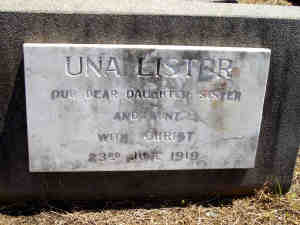 UNA LISTER
OUR DEAR DAUGHTER SISTER
AND AUNT
WITH CHRIST
23RD JUNE 1919